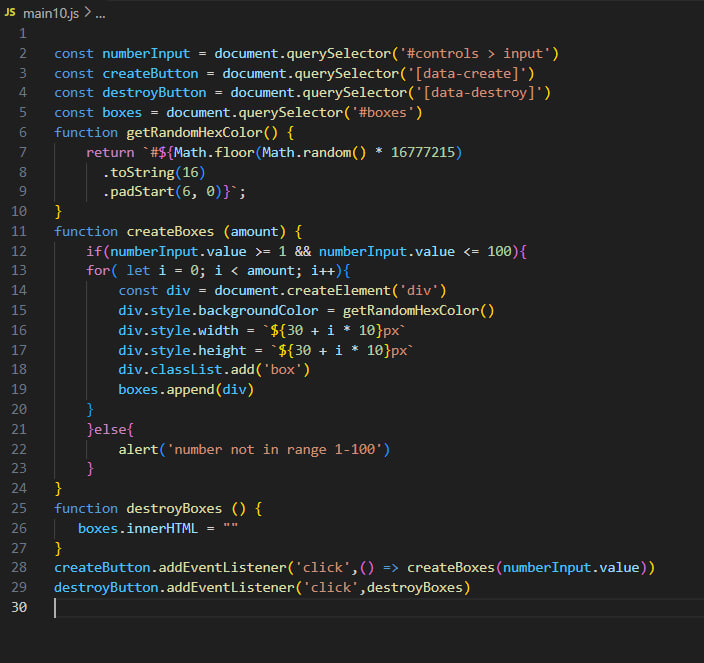 JS main10.js > ...
1
2 const numberInput = document.querySelector('#controls > input')
3 const createButton = document.querySelector('[data-create]')
4 const destroyButton = document.querySelector('[data-destroy]')
5 const boxes = document.querySelector('#boxes')
6 function getRandomHexColor() {
7     return `#${Math.floor(Math.random() * 16777215)
8       .toString(16)
9       .padStart(6, 0)}`;
10 }
11 function createBoxes (amount) {
12     if(numberInput.value >= 1 && numberInput.value <= 100){
13     for( let i = 0; i < amount; i++){
14         const div = document.createElement('div')
15         div.style.backgroundColor = getRandomHexColor()
16         div.style.width = `${30 + i * 10}px`
17         div.style.height = `${30 + i * 10}px`
18         div.classList.add('box')
19         boxes.append(div)
20     }
21     }else{
22         alert('number not in range 1-100')
23     }
24 }
25 function destroyBoxes () {
26    boxes.innerHTML = ""
27 }
28 createButton.addEventListener('click',() => createBoxes(numberInput.value))
29 destroyButton.addEventListener('click',destroyBoxes)
30